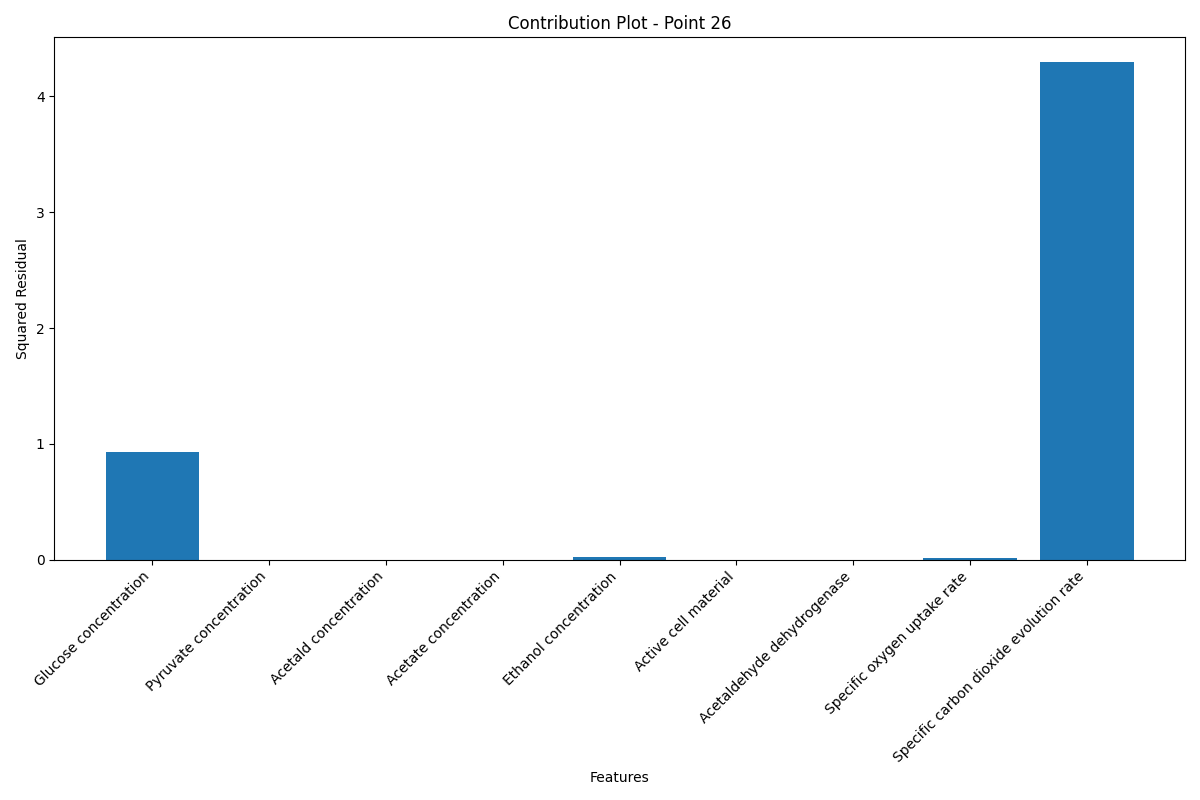 Contribution Plot - Point 26
Squared Residual
4
3
2
1
0
Glucose concentration
Pyruvate concentration
Acetald concentration
Acetate concentration
Ethanol concentration
Active cell material
Acetaldehyde dehydrogenase
Specific oxygen uptake rate
Specific carbon dioxide evolution rate
Features